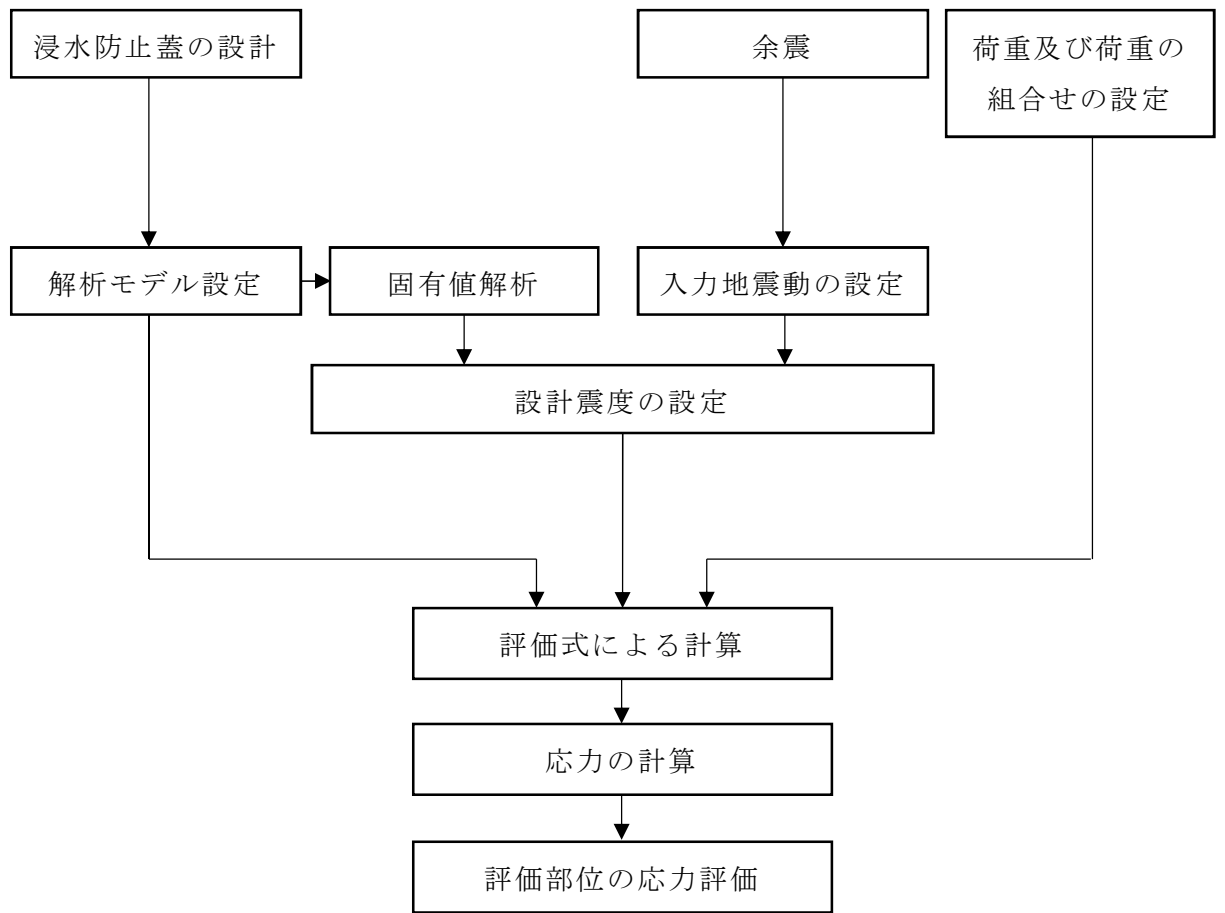 浸水防止蓋の設計
余震
荷重及び荷重の
組合せの設定
解析モデル設定
固有値解析
入力地震動の設定
設計震度の設定
評価式による計算
応力の計算
評価部位の応力評価